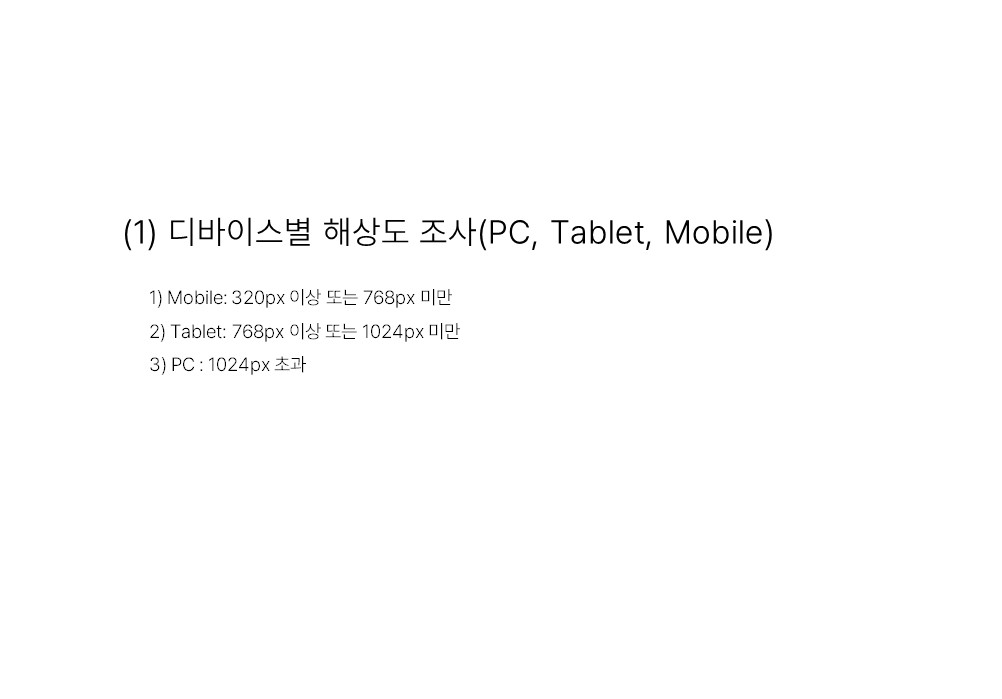 (1) 디바이스별 해상도 조사(PC, Tablet, Mobile)
1) Mobile: 320px 이상 또는 768px 미만
2) Tablet: 768px 이상 또는 1024px 미만
3) PC : 1024px 초과